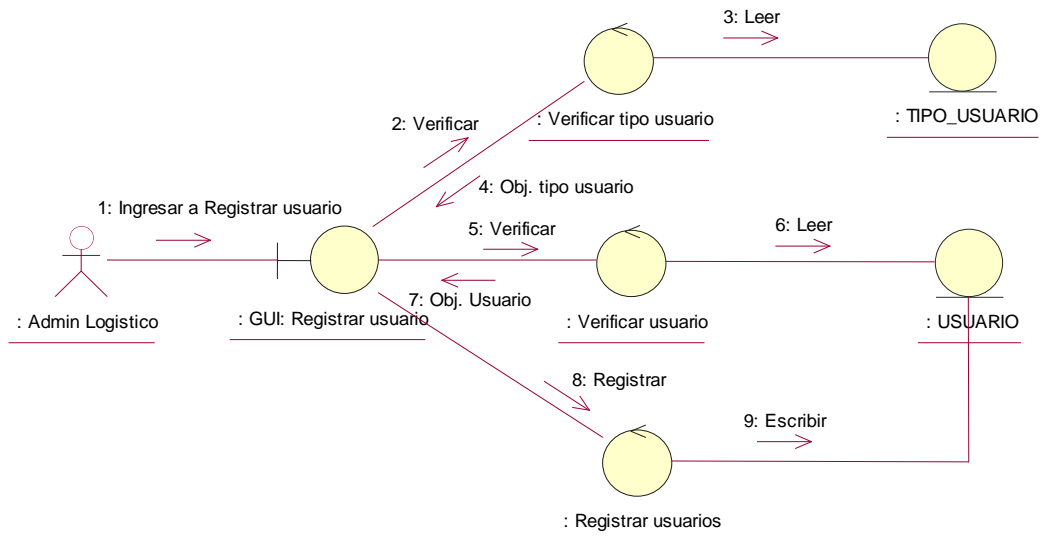 3: Leer
: Verificar tipo usuario
: TIPO_USUARIO
2: Verificar
4: Obj. tipo usuario
1: Ingresar a Registrar usuario
5: Verificar
6: Leer
7: Obj. Usuario
: Admin Logistico
: GUI: Registrar usuario
: Verificar usuario
: USUARIO
8: Registrar
9: Escribir
: Registrar usuarios